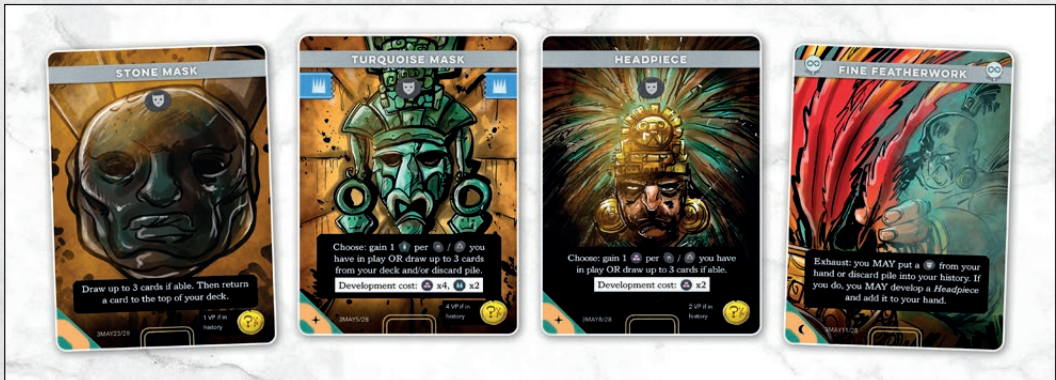 STONE MASK
Draw up to 3 cards if able. Then return
a card to the top of your deck.
1 VP if in
history
3MAY23/28
?
TURQUOISE MASK
Choose: gain 1 per / you
have in play OR draw up to 3 cards
from your deck and/or discard pile.
Development cost: x4, x2
4 VP if in
history
3MAY5/28
?
HEADPIECE
Choose: gain 1 per / you have
in play OR draw up to 3 cards if able.
Development cost: x2
2 VP if in
history
3MAY8/28
?
FINE FEATHERWORK
Exhaust: you MAY put a from your
hand or discard pile into your history. If
you do, you MAY develop a Headpiece
and add it to your hand.
3MAY11/28